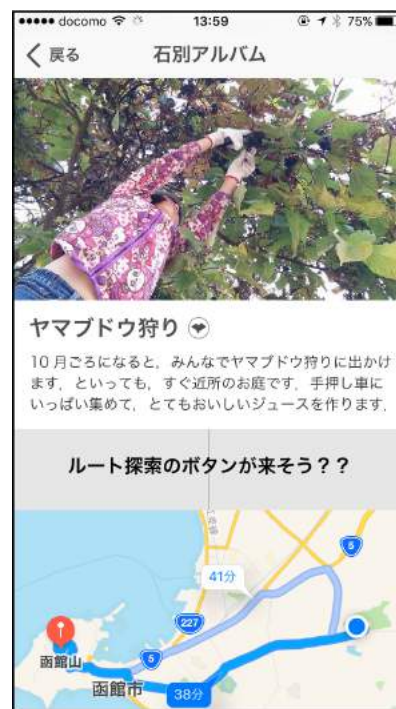 docomo 13:59 75%
戻る 石別アルバム
ヤマブドウ狩り
10月ごろになると，みんなでヤマブドウ狩りに出かけ
ます．といっても，すぐ近所のお庭です．手押し車に
いっぱい集めて，とてもおいしいジュースを作ります．
ルート探索のボタンが来そう？？
5
41分
227
函館山
5
函館市
38分